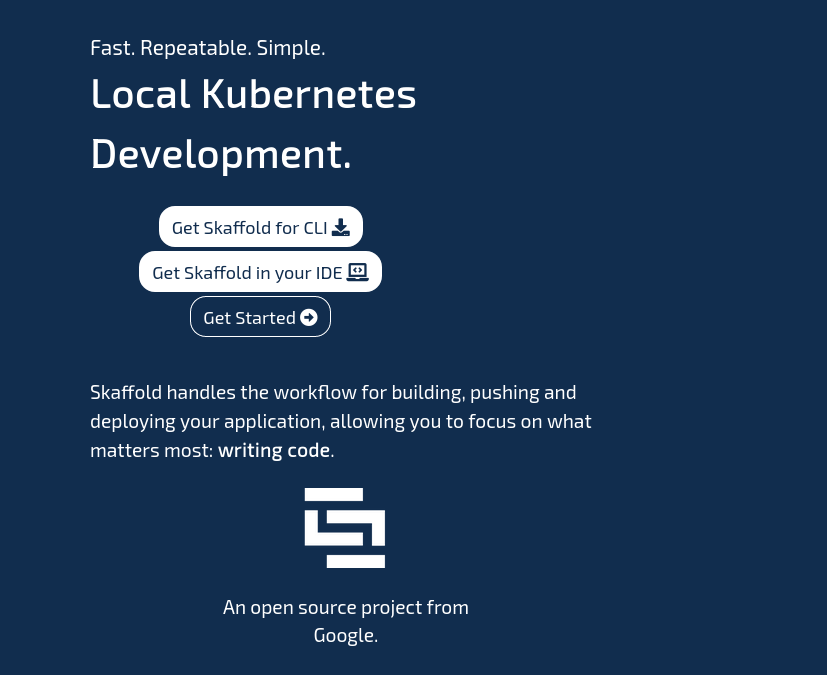 Fast. Repeatable. Simple.
Local Kubernetes
Development.
Get Skaffold for CLI
Get Skaffold in your IDE
Get Started
Skaffold handles the workflow for building, pushing and
deploying your application, allowing you to focus on what
matters most: writing code.
An open source project from
Google.